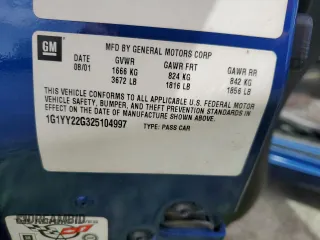 GM
MFD BY GENERAL MOTORS CORP
DATE GVWR GAWR FRT GAWR RR
08/01 1666 KG 824 KG 842 KG
3672 LB 1816 LB 1856 LB
THIS VEHICLE CONFORMS TO ALL APPLICABLE U.S. FEDERAL MOTOR
VEHICLE SAFETY, BUMPER, AND THEFT PREVENTION STANDARDS IN
EFFECT ON THE DATE OF MANUFACTURE SHOWN ABOVE.
1G1YY22G325104997 TYPE: PASS CAR